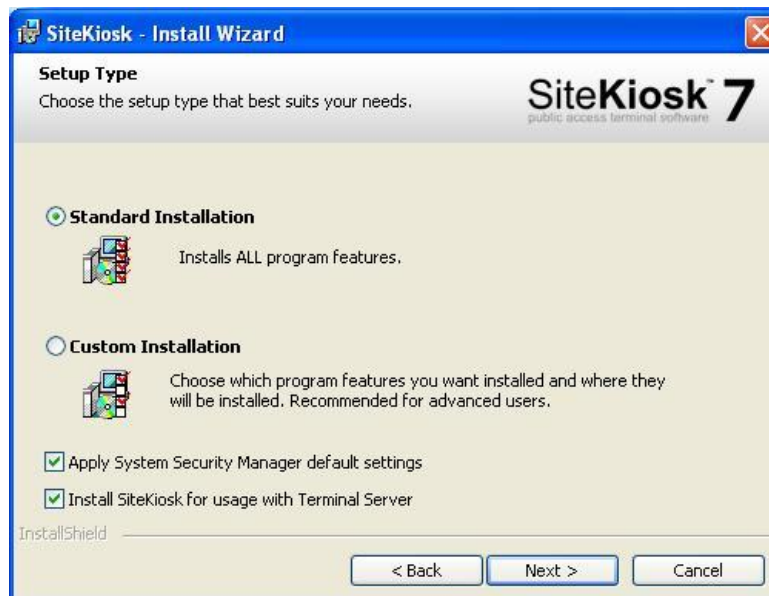 SiteKiosk - Install Wizard
Setup Type
Choose the setup type that best suits your needs.
SiteKiosk™ 7
public access terminal software
Standard Installation
Installs ALL program features.
Custom Installation
Choose which program features you want installed and where they
will be installed. Recommended for advanced users.
Apply System Security Manager default settings
Install SiteKiosk for usage with Terminal Server
InstallShield
< Back
Next >
Cancel